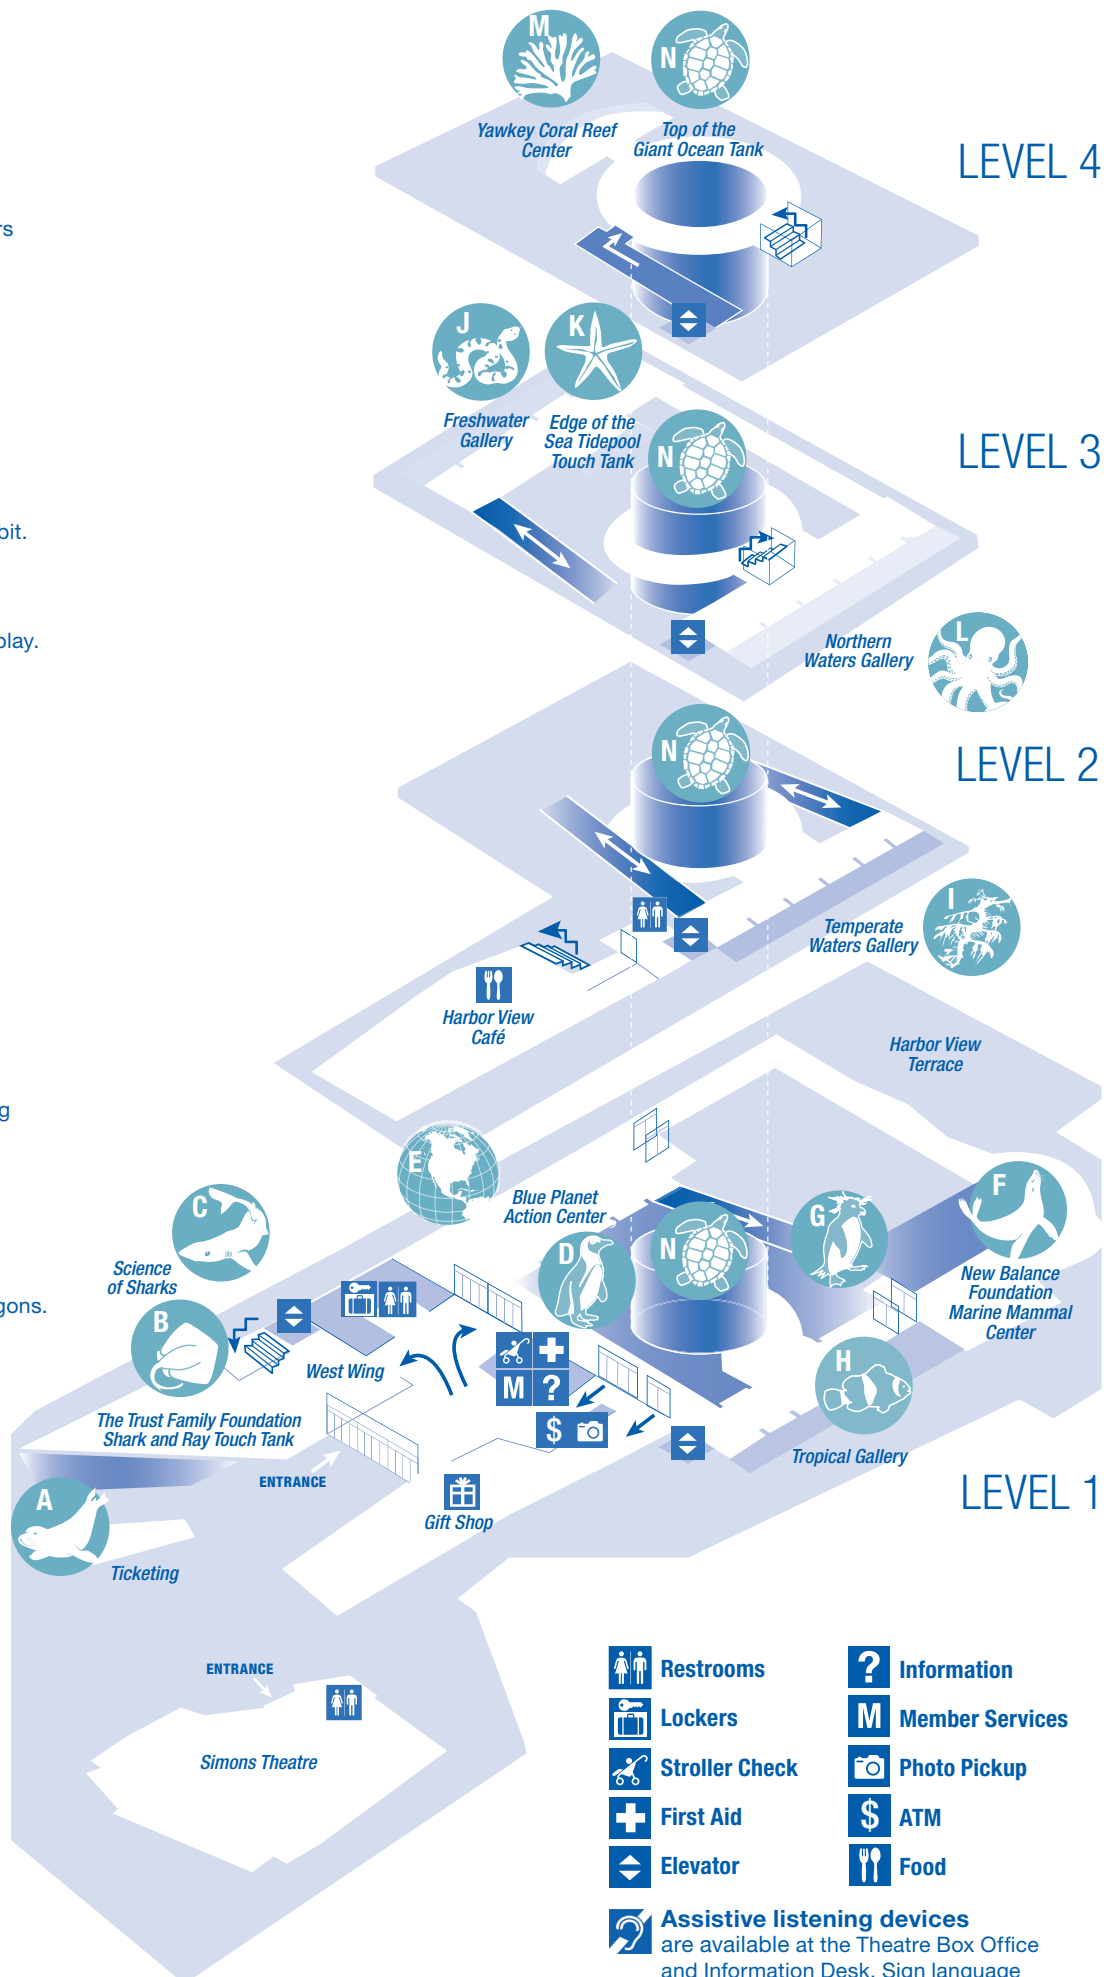 M
N
Yawkey Coral Reef
Center
Top of the
Giant Ocean Tank
LEVEL 4
rs
J
K
Freshwater
Gallery
Edge of the
Sea Tidepool
Touch Tank
N
LEVEL 3
bit.
olay.
Northern
Waters Gallery
L
N
LEVEL 2
I
Temperate
Waters Gallery
Harbor View
Café
Harbor View
Terrace
g
E
Blue Planet
Action Center
C
Science
of Sharks
D
N
G
F
New Balance
Foundation
Marine Mammal
Center
gons.
B
West Wing
The Trust Family Foundation
Shark and Ray Touch Tank
M ?
$
H
Tropical Gallery
ENTRANCE
Gift Shop
LEVEL 1
A
Ticketing
ENTRANCE
Simons Theatre
Restrooms
Lockers
Stroller Check
First Aid
Elevator
? Information
M Member Services
Photo Pickup
$ ATM
Food
Assistive listening devices
are available at the Theatre Box Office
and Information Desk. Sign language